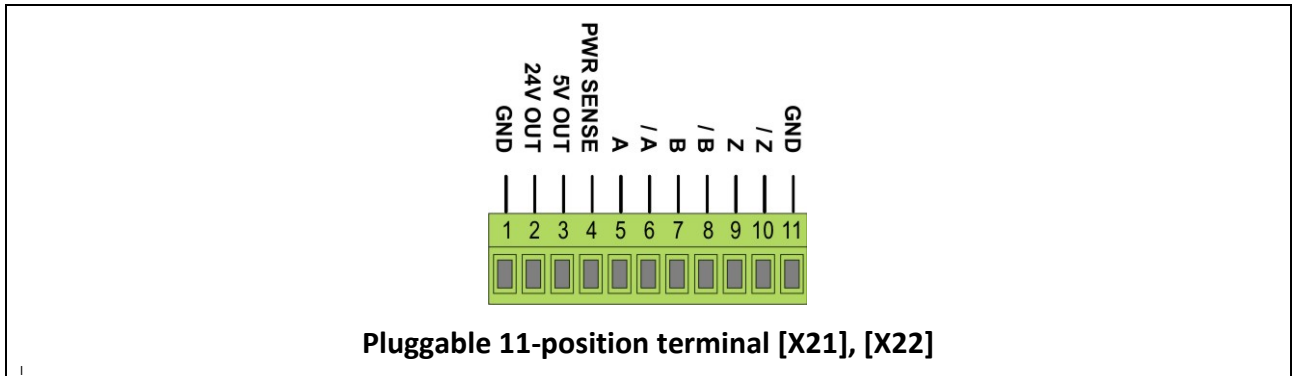 GND
24V OUT
5V OUT
PWR SENSE
A
/ A
B
/ B
Z
/ Z
GND
1 2 3 4 5 6 7 8 9 10 11
Pluggable 11-position terminal [X21], [X22]